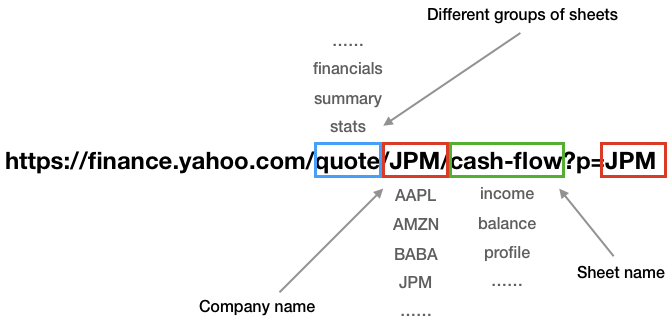 Different groups of sheets
......
financials
summary
stats
https://finance.yahoo.com/quote/JPM/cash-flow?p=JPM
AAPL income
AMZN balance
BABA profile
JPM ......
......
Sheet name
Company name